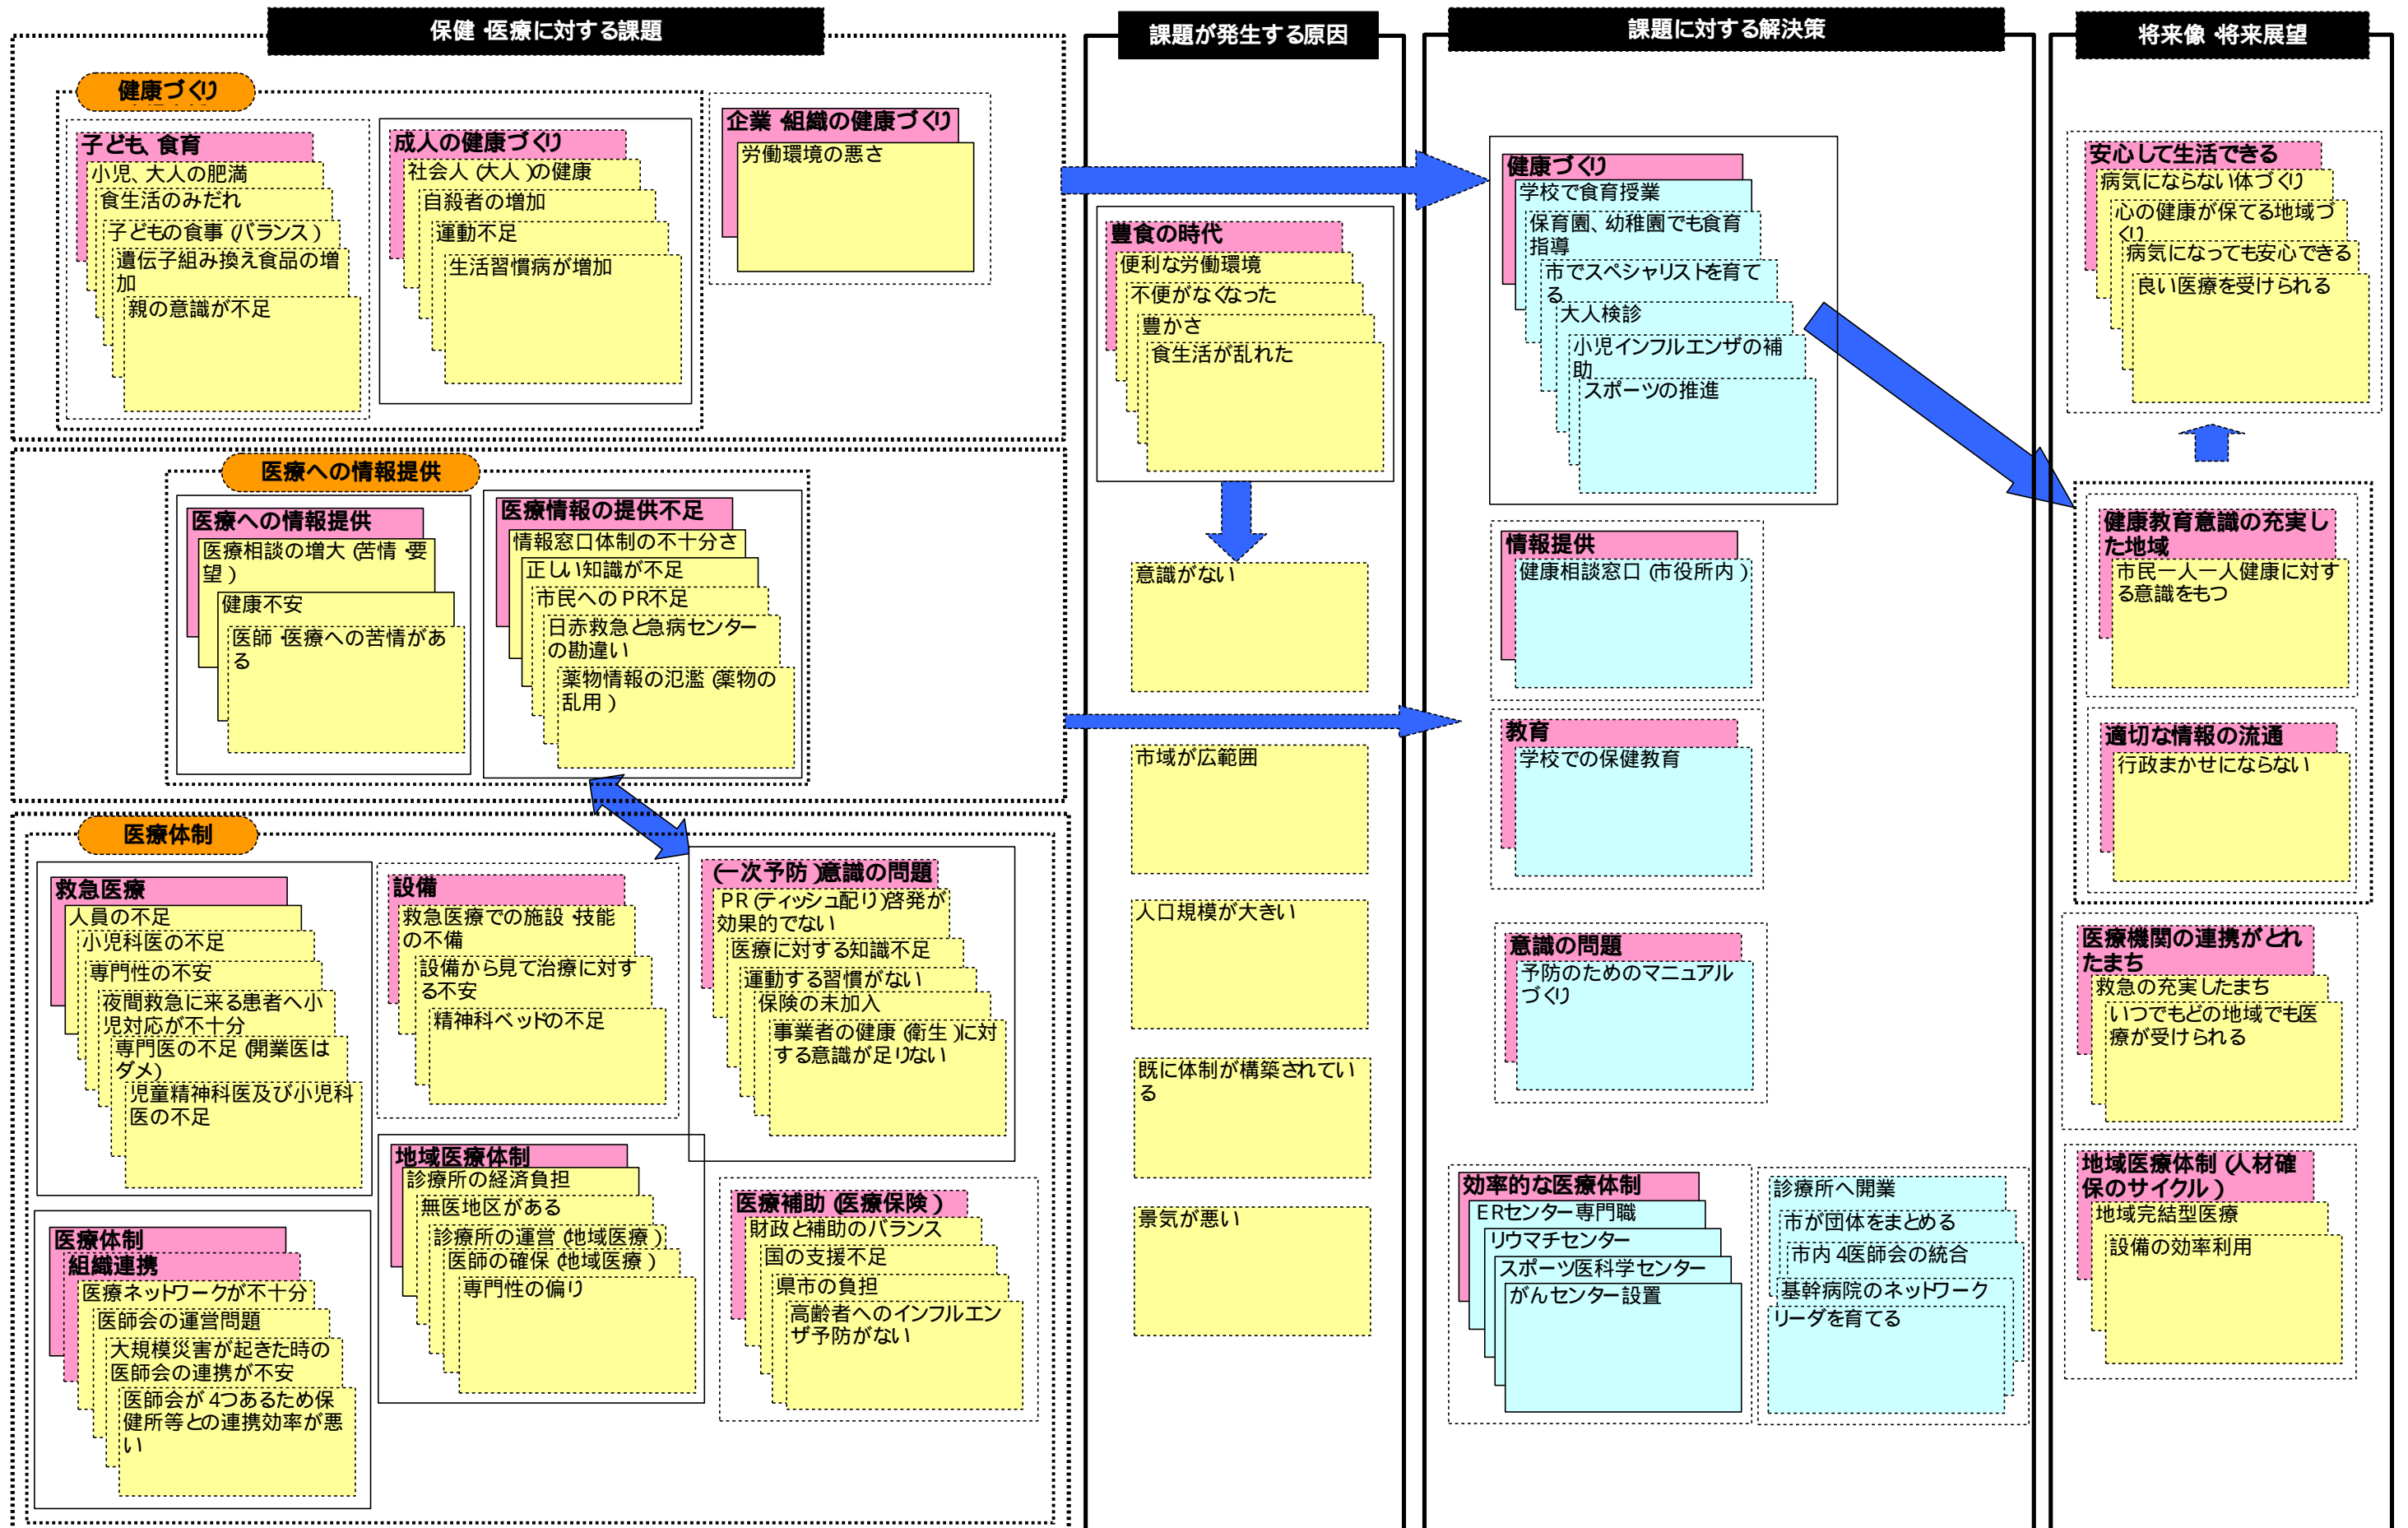 保健・医療に対する課題
健康づくり
子ども、食育
小児、大人の肥満
食生活のみだれ
子どもの食事(バランス)
遺伝子組み換え食品の増
加
親の意識が不足
成人の健康づくり
社会人(大人)の健康
自殺者の増加
運動不足
生活習慣病が増加
企業・組織の健康づくり
労働環境の悪さ
医療への情報提供
医療への情報提供
医療相談の増大(苦情・要
望)
健康不安
医師・医療への苦情があ
る
医療情報の提供不足
情報窓口体制の不十分さ
正しい知識が不足
市民へのPR不足
日赤救急と急病センター
の勘違い
薬物情報の氾濫(薬物の
乱用)
医療体制
救急医療
人員の不足
小児科医の不足
専門性の不安
夜間救急に来る患者へ小
児対応が不十分
専門医の不足(開業医は
ダメ)
児童精神科医及び小児科
医の不足
設備
救急医療での施設・技能
の不備
設備から見て治療に対す
る不安
精神科ベッドの不足
(一次予防)意識の問題
PR(ティッシュ配り)啓発が
効果的でない
医療に対する知識不足
運動する習慣がない
保険の未加入
事業者の健康(衛生)に対
する意識が足りない
医療体制
組織連携
医療ネットワークが不十分
医師会の運営問題
大規模災害が起きた時の
医師会の連携が不安
医師会が4つあるため保
健所等との連携効率が悪
い
地域医療体制
診療所の経済負担
無医地区がある
診療所の運営(地域医療)
医師の確保(地域医療)
専門性の偏り
医療補助(医療保険)
財政と補助のバランス
国の支援不足
県市の負担
高齢者へのインフルエン
ザ予防がない
課題が発生する原因
豊食の時代
便利な労働環境
不便がなくなった
豊かさ
食生活が乱れた
意識がない
市域が広範囲
人口規模が大きい
既に体制が構築されてい
る
景気が悪い
課題に対する解決策
健康づくり
学校で食育授業
保育園、幼稚園でも食育
指導
市でスペシャリストを育て
る
大人検診
小児インフルエンザの補
助
スポーツの推進
情報提供
健康相談窓口(市役所内)
教育
学校での保健教育
意識の問題
予防のためのマニュアル
づくり
効率的な医療体制
ERセンター専門職
リウマチセンター
スポーツ医科学センター
がんセンター設置
診療所へ開業
市が団体をまとめる
市内4医師会の統合
基幹病院のネットワーク
リーダを育てる
将来像・将来展望
安心して生活できる
病気にならない体づくり
心の健康が保てる地域づ
くり
病気になっても安心できる
良い医療を受けられる
健康教育意識の充実し
た地域
市民一人一人健康に対す
る意識をもつ
適切な情報の流通
行政まかせにならない
医療機関の連携がとれ
たまち
救急の充実したまち
いつでもどの地域でも医
療が受けられる
地域医療体制(人材確
保のサイクル)
地域完結型医療
設備の効率利用